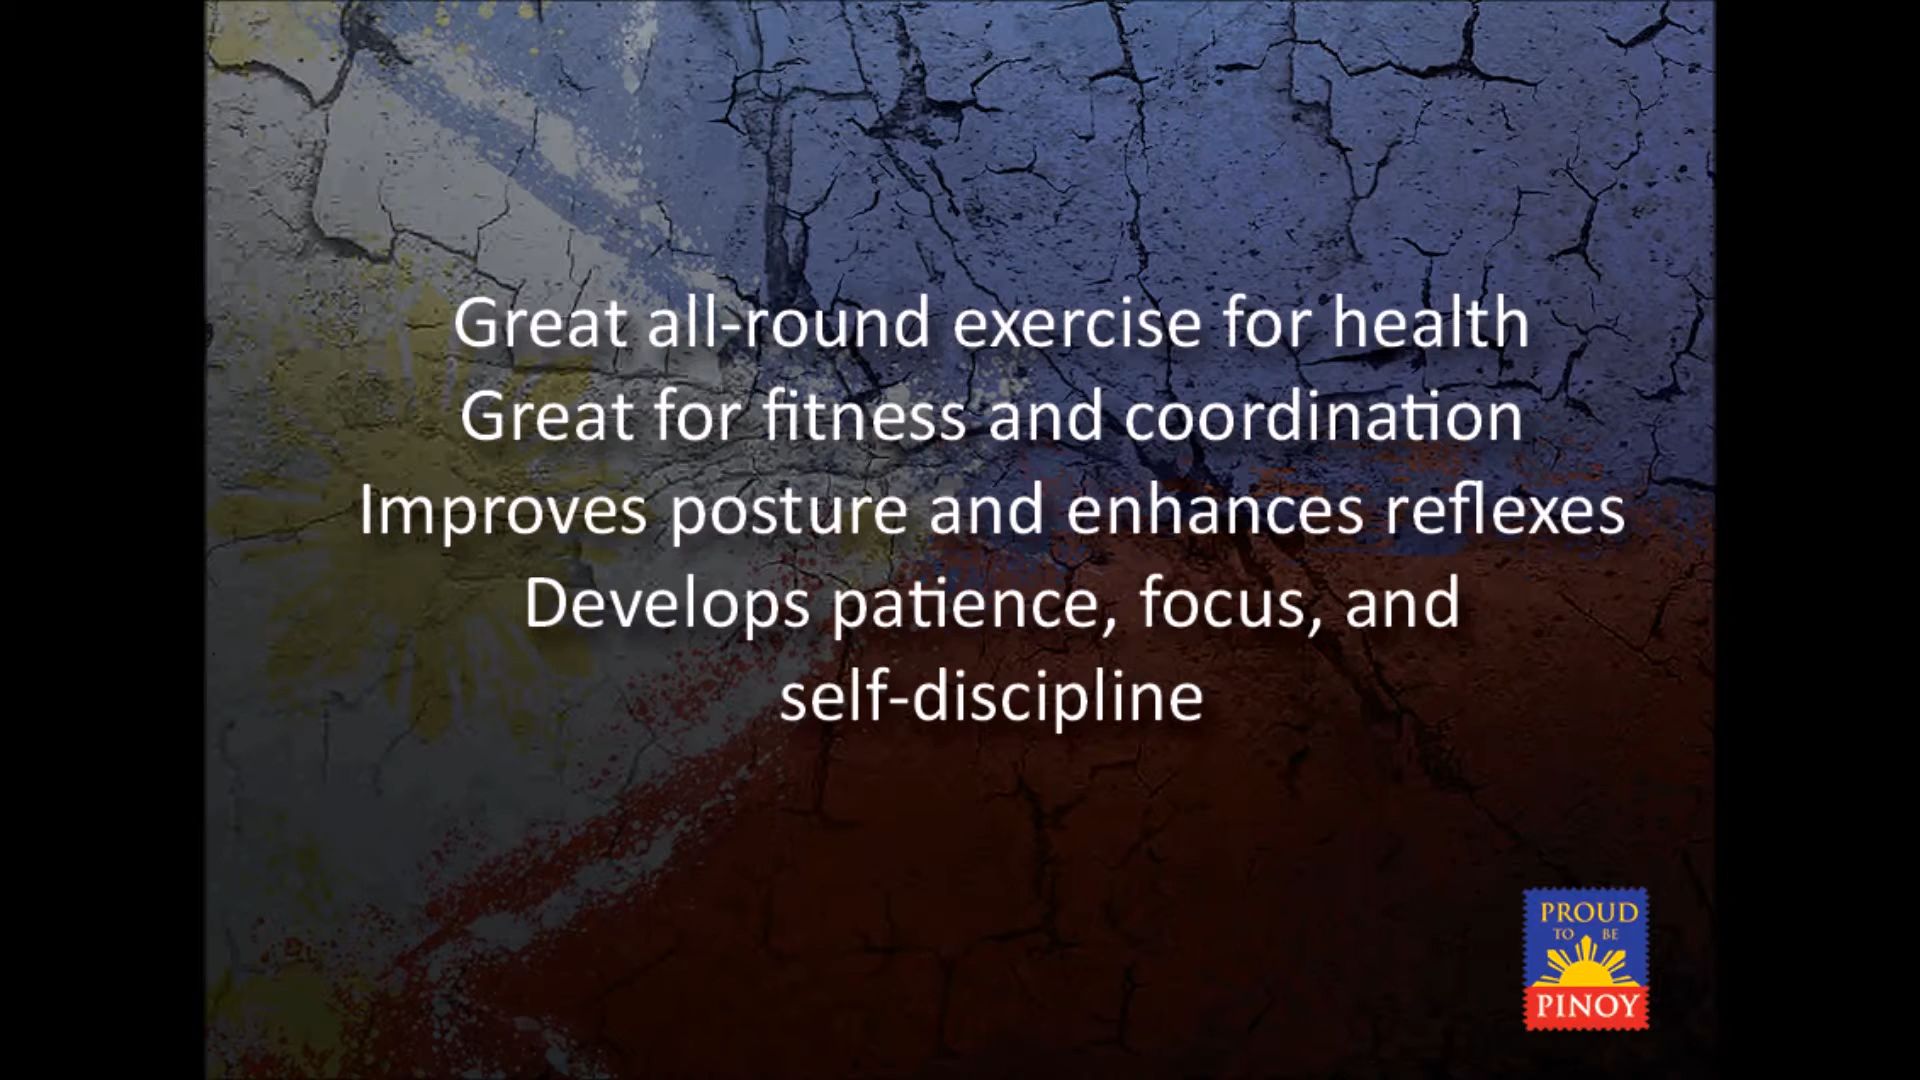 Great all-round exercise for health
Great for fitness and coordination
Improves posture and enhances reflexes
Develops patience, focus, and
self-discipline
PROUD
TO BE
PINOY